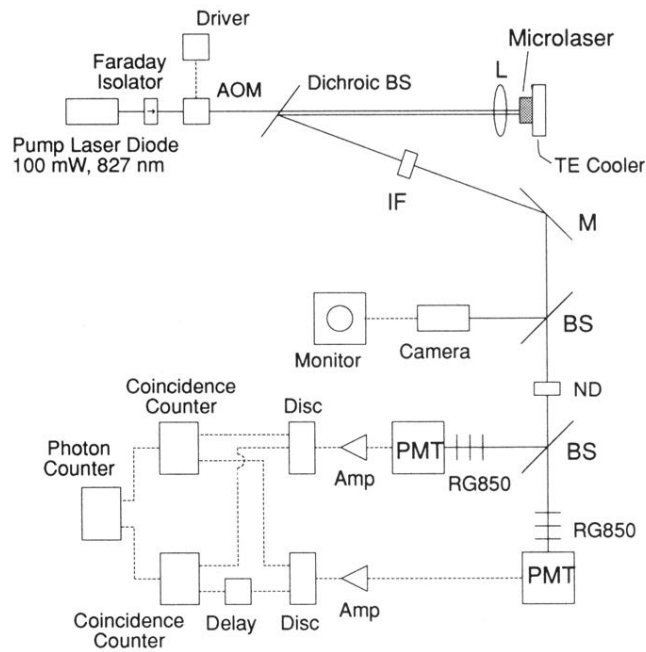 Driver
Microlaser
Faraday
Isolator
AOM
Dichroic BS
L
Pump Laser Diode
100 mW, 827 nm
TE Cooler
IF
M
BS
Monitor
Camera
ND
Coincidence
Counter
Disc
Photon
Counter
PMT
BS
Amp
RG850
RG850
PMT
Coincidence
Counter
Delay
Disc
Amp